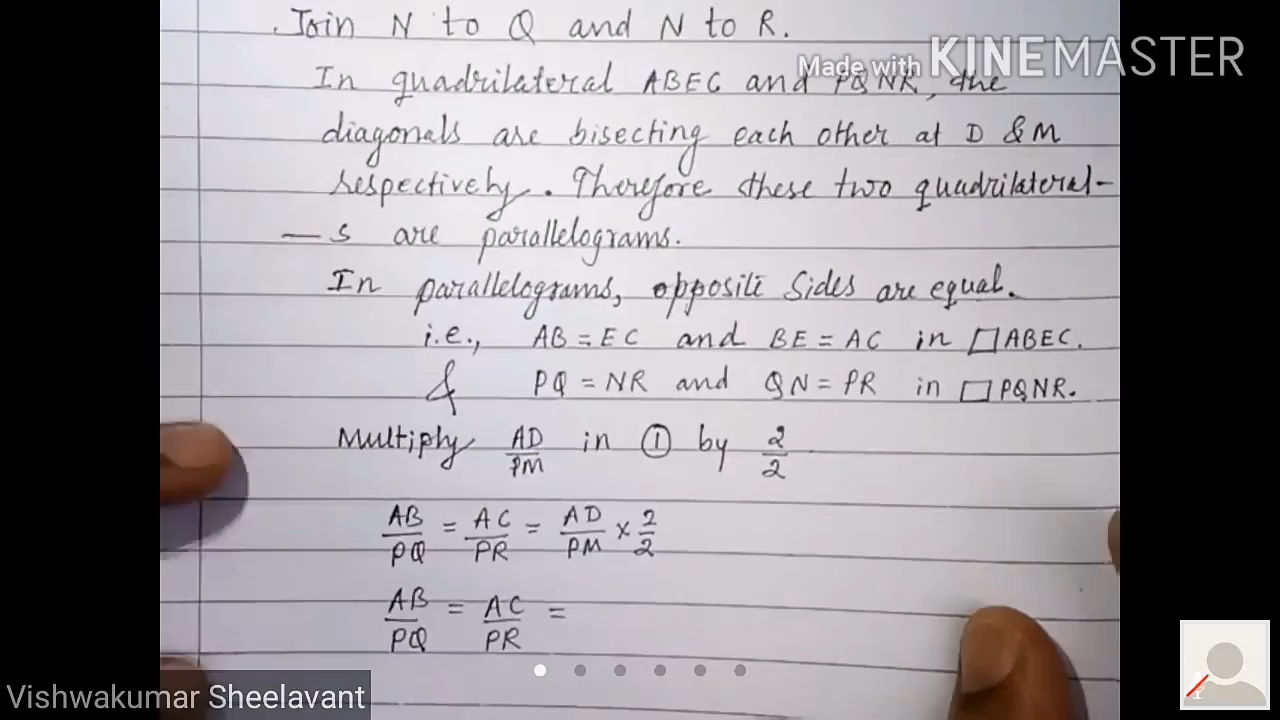 Join N to Q and N to R.
Made with KINEMASTER
In quadrilateral ABEC and PQNR, the
diagonals are bisecting each other at D & M
respectively. Therefore these two quadrilateral-
— s are parallelograms.
In parallelograms, opposite Sides are equal.
i.e., AB = EC and BE = AC in □ABEC.
& PQ = NR and QN = PR in □PQNR.
Multiply AD/PM in ① by 2/2
AB/PQ = AC/PR = AD/PM × 2/2
AB/PQ = AC/PR =
Vishwakumar Sheelavant